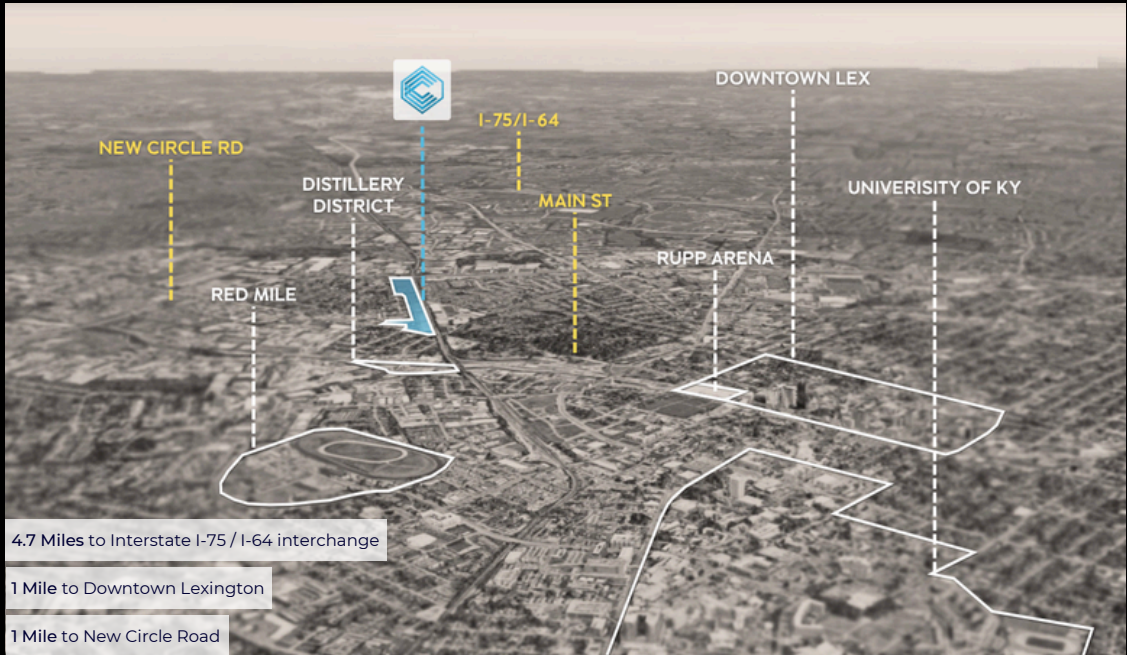 DOWNTOWN LEX
I-75/I-64
NEW CIRCLE RD
DISTILLERY
DISTRICT
UNIVERISITY OF KY
MAIN ST
RUPP ARENA
RED MILE
4.7 Miles to Interstate I-75 / I-64 interchange
1 Mile to Downtown Lexington
1 Mile to New Circle Road